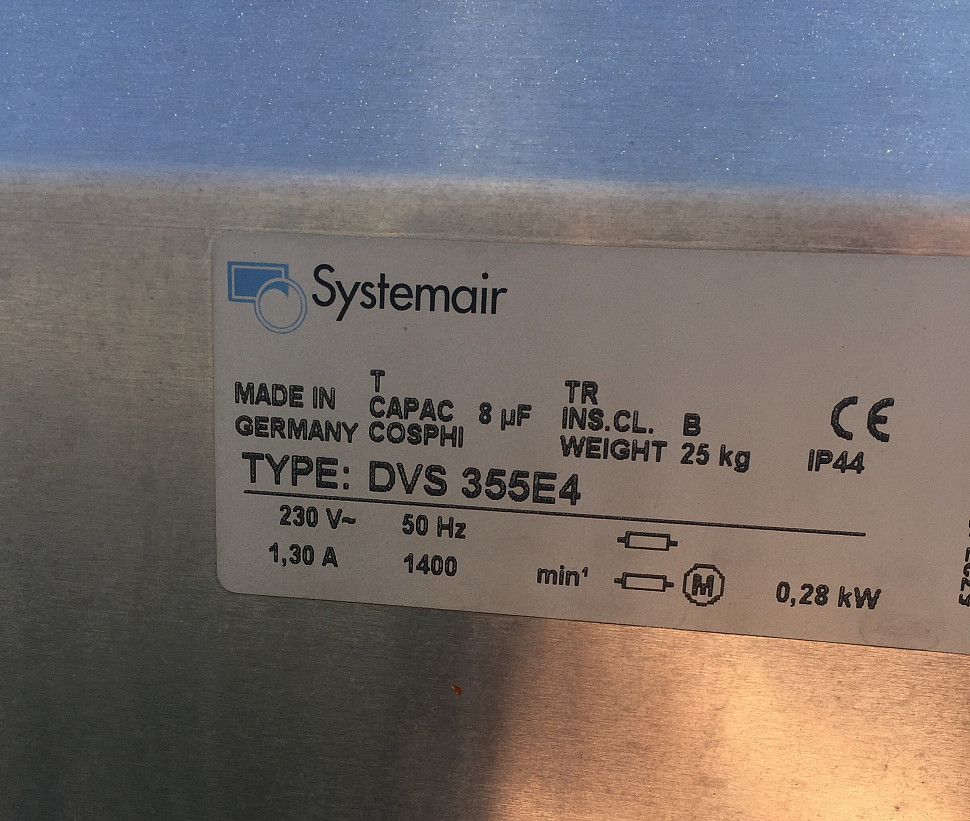 Systemair
MADE IN
GERMANY
T
CAPAC 8 µF
COSPHI
TR
INS.CL. B
WEIGHT 25 kg
CE
IP44
TYPE: DVS 355E4
230 V~ 50 Hz
1,30 A 1400 min¹ M 0,28 kW